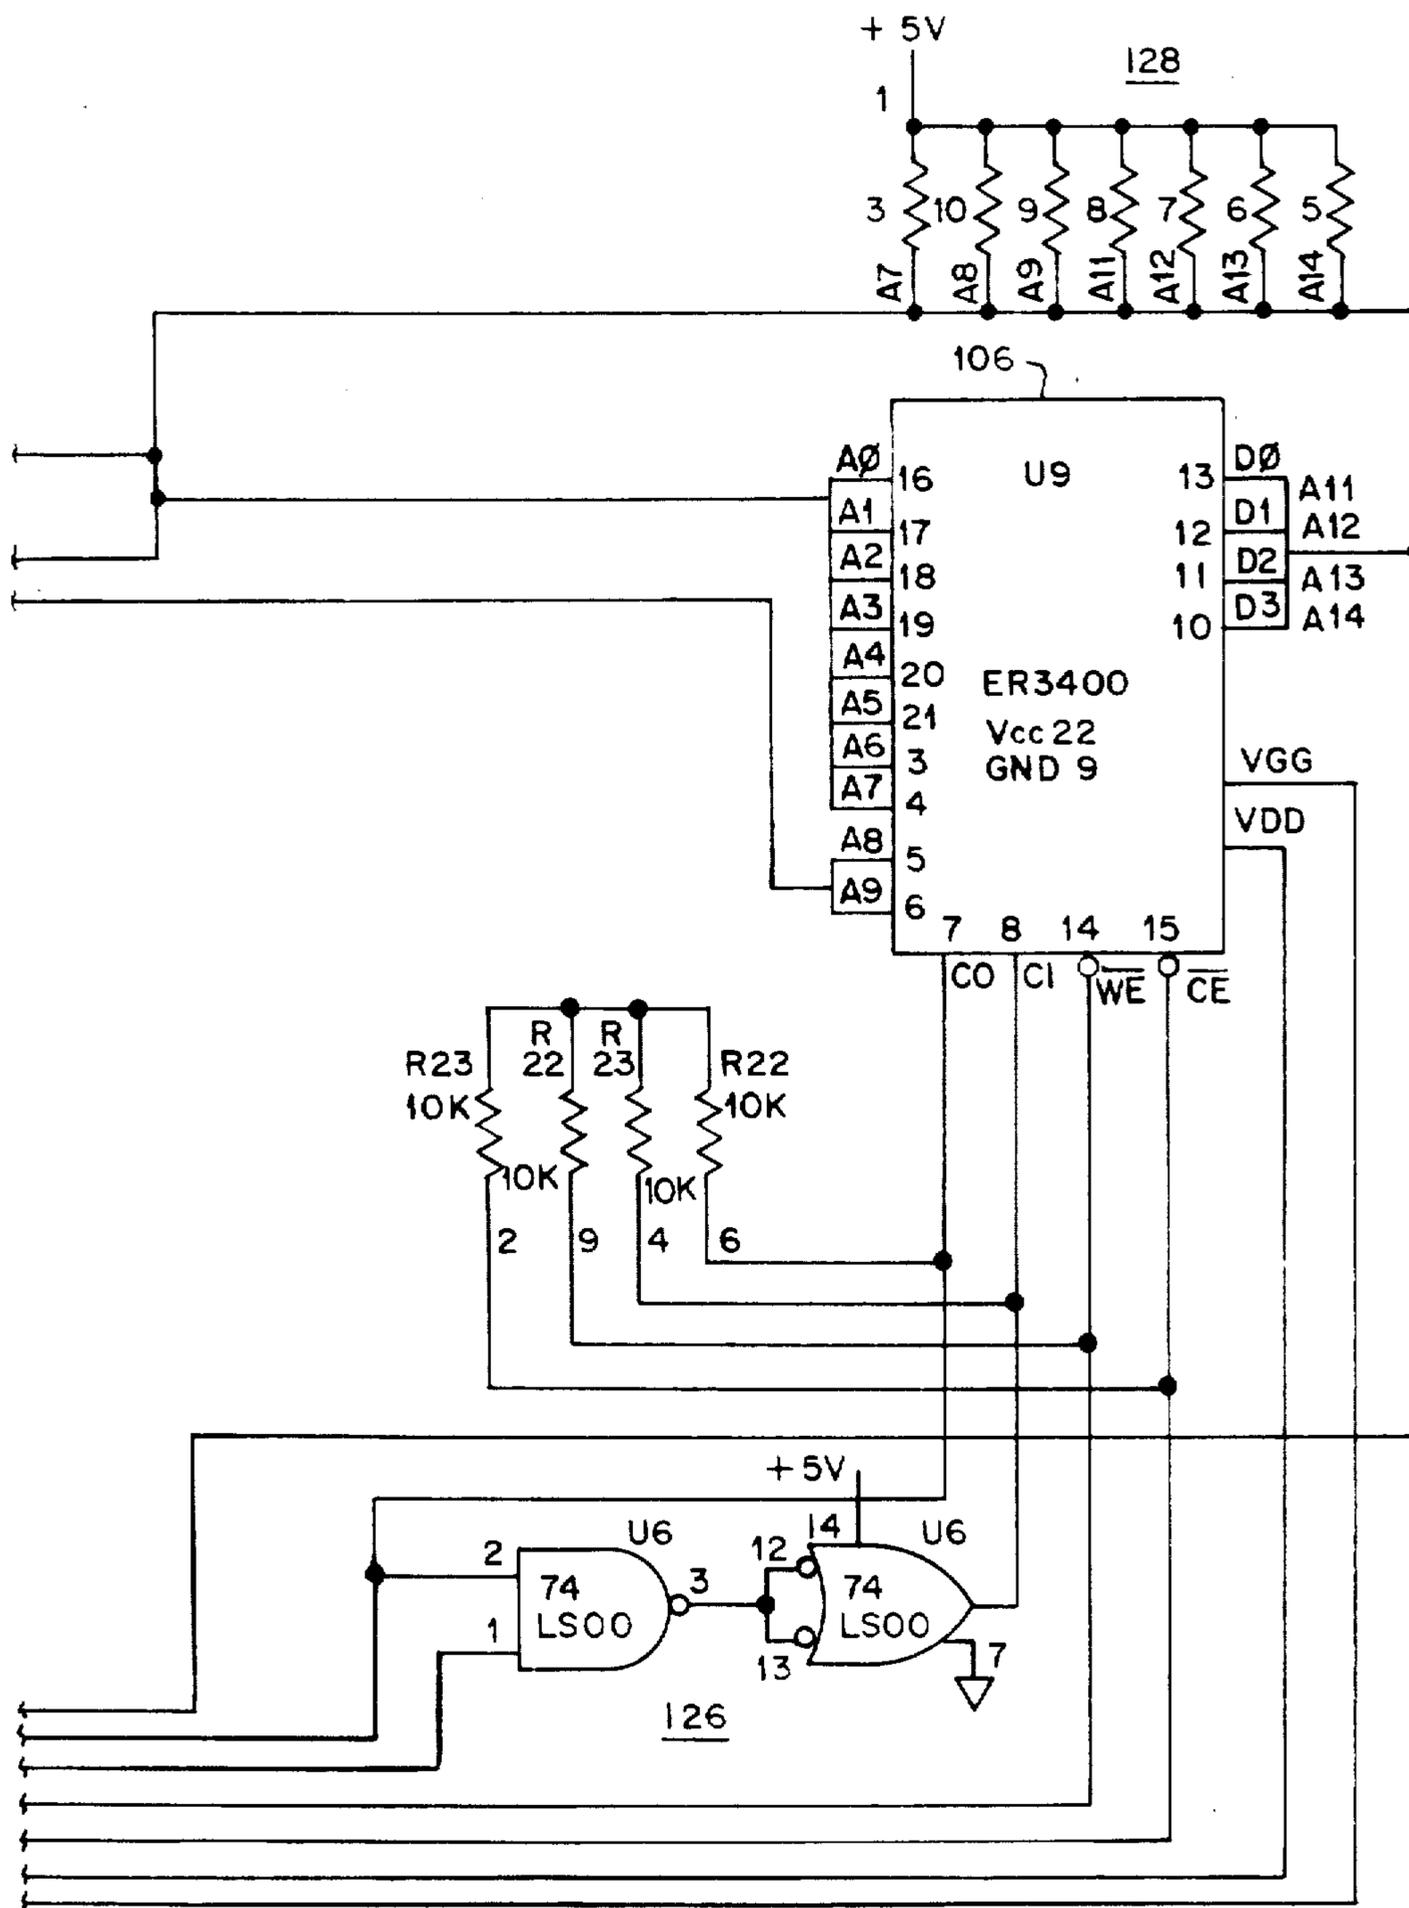 + 5V
128
1
3 10 9 8 7 6 5
A7 A8 A9 A11 A12 A13 A14
106
U9
AØ 16
A1 17
A2 18
A3 19
A4 20
A5 21
A6 3
A7 4
A8 5
A9 6
13 DØ A11
12 D1 A12
11 D2 A13
10 D3 A14
ER3400
Vcc 22
GND 9
VGG
VDD
7 8 14 15
CO CI WE CE
R23 10K
R 22 10K
R 23 10K
R22 10K
2 9 4 6
+5V
U6
2
1
74
LS00
3
12
13
14
U6
74
LS00
7
126